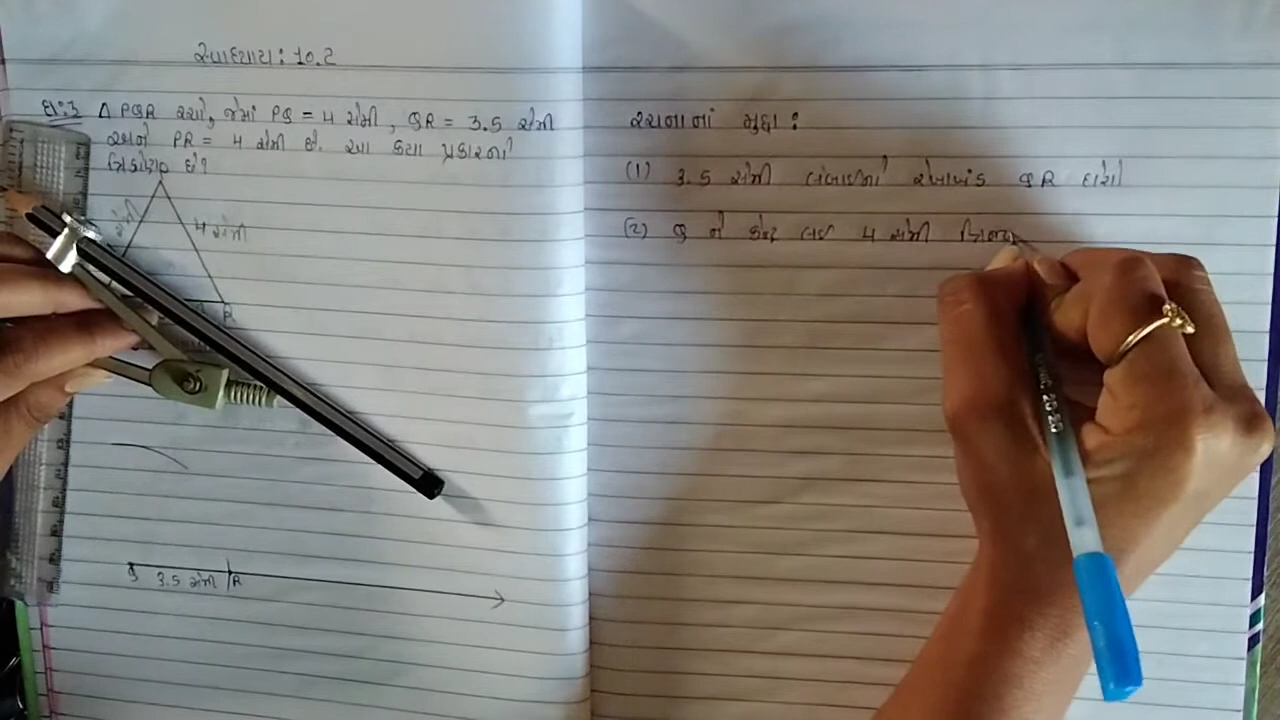 સ્વાધ્યાય: 10.2
દા:3 Δ PQR રચો, જેમાં PQ = 4 સેમી, QR = 3.5 સેમી
અને PR = 4 સેમી છે. આ કયા પ્રકારનો
ત્રિકોણ છે?
P
4 સેમી
R
Q 3.5 સેમી R
રચનાનાં મુદ્દા:
(1) 3.5 સેમી લંબાઈનો રેખાખંડ QR દોરો
(2) Q ને કેન્દ્ર લઈ 4 સેમી ત્રિજ્ય